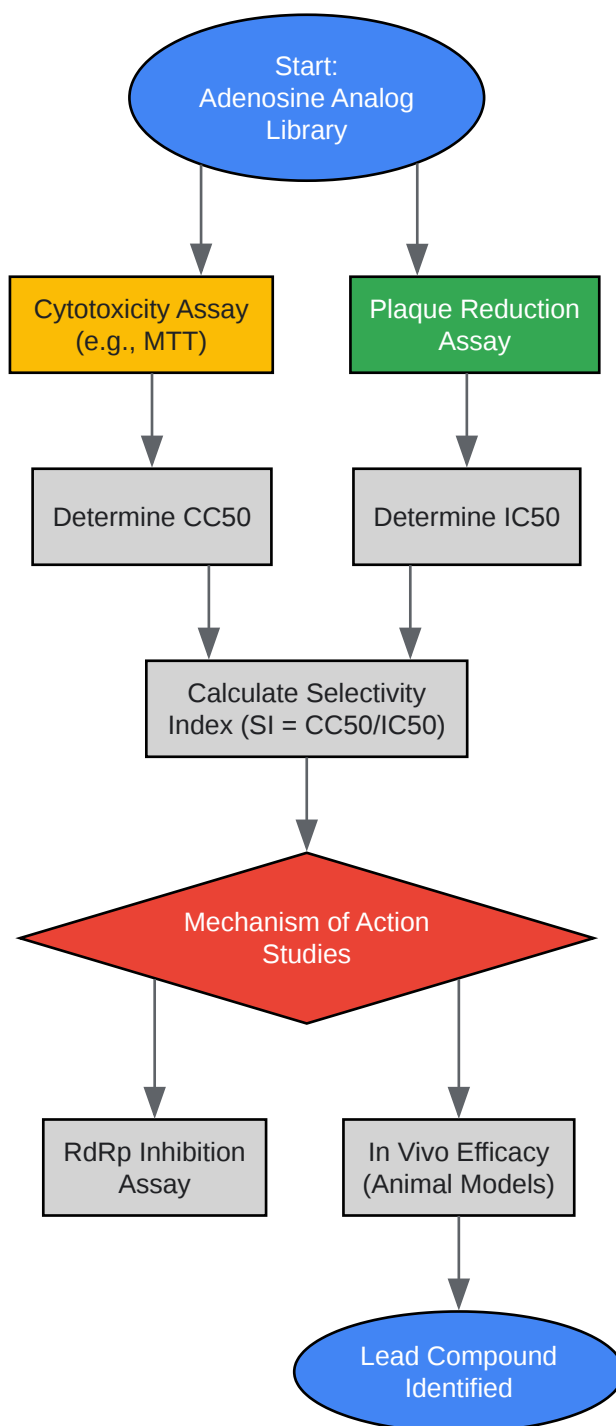 Start:
Adenosine Analog
Library
Cytotoxicity Assay
(e.g., MTT)
Plaque Reduction
Assay
Determine CC50
Determine IC50
Calculate Selectivity
Index (SI = CC50/IC50)
Mechanism of Action
Studies
RdRp Inhibition
Assay
In Vivo Efficacy
(Animal Models)
Lead Compound
Identified